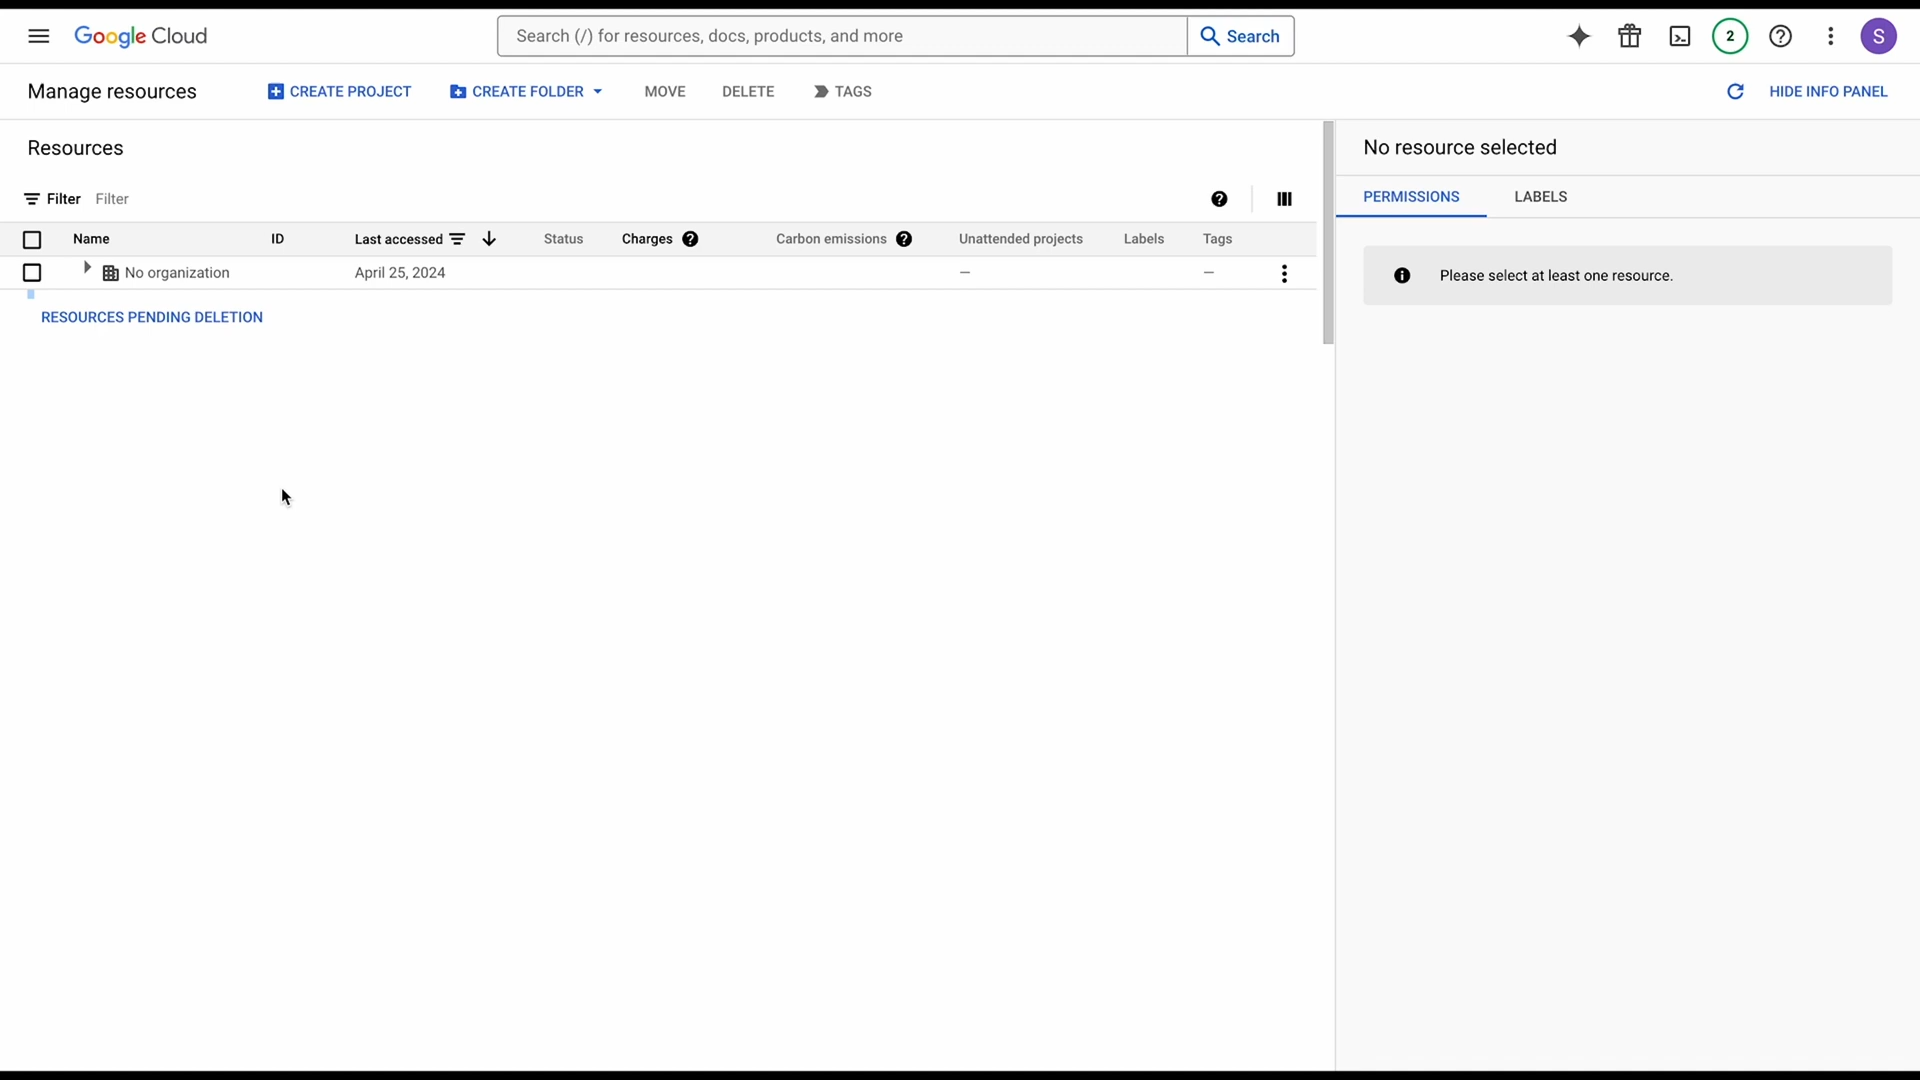 Google Cloud
Search (/) for resources, docs, products, and more
Search
2
S
Manage resources
CREATE PROJECT
CREATE FOLDER
MOVE
DELETE
TAGS
HIDE INFO PANEL
Resources
No resource selected
Filter Filter
PERMISSIONS
LABELS
Name ID Last accessed Status Charges Carbon emissions Unattended projects Labels Tags
No organization April 25, 2024 — —
Please select at least one resource.
RESOURCES PENDING DELETION